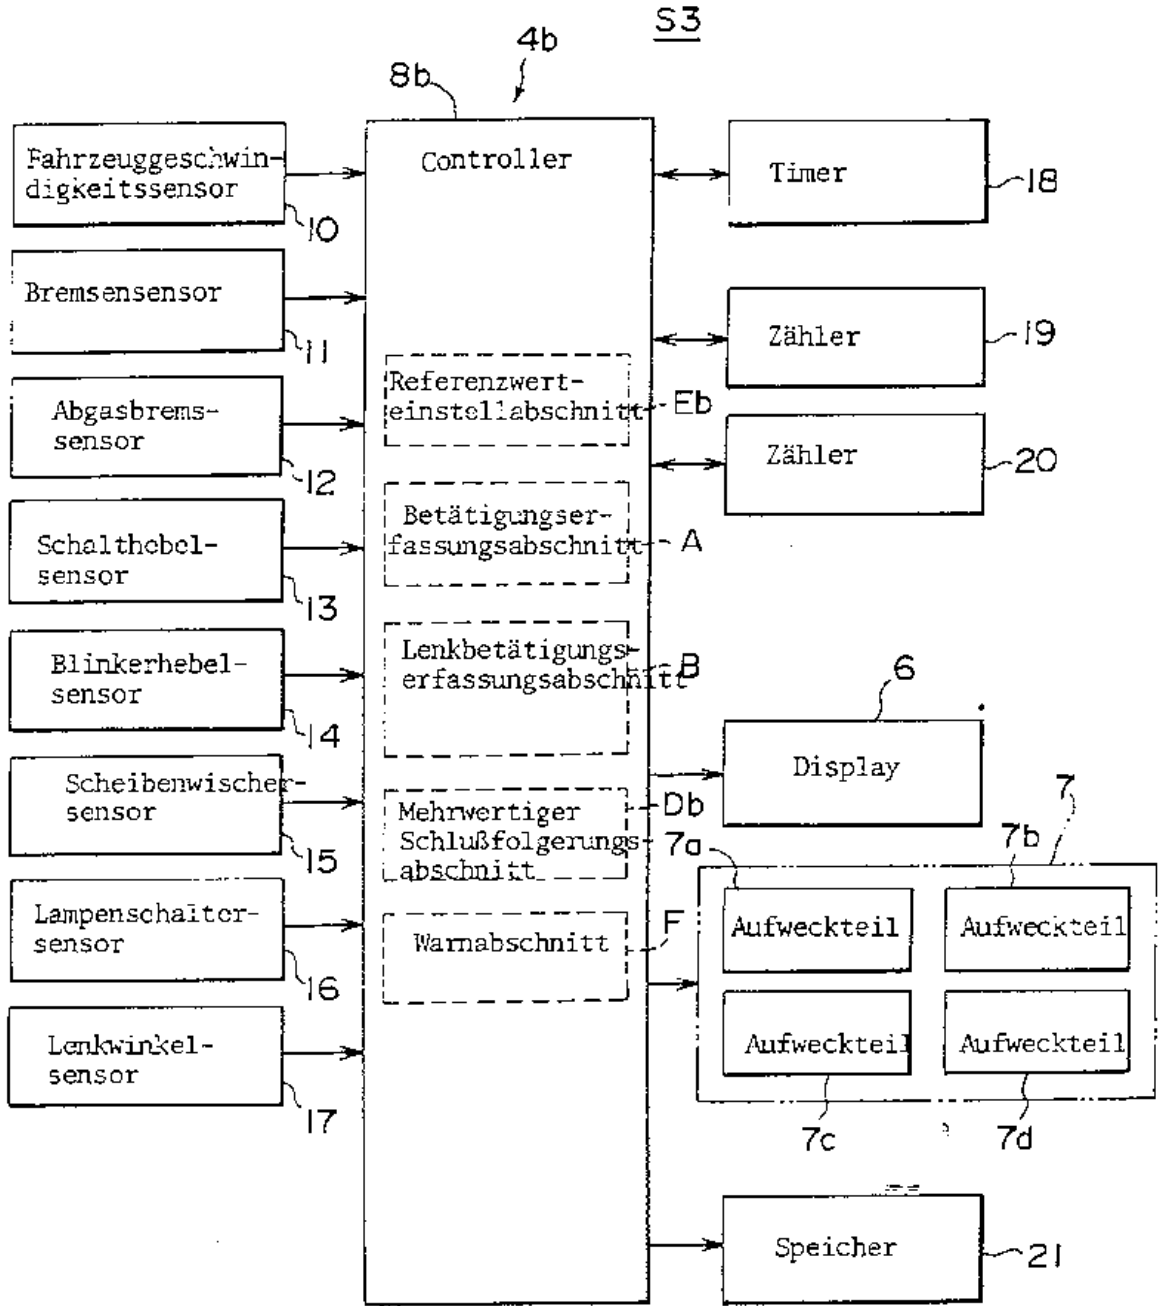 S3
4b
8b
Fahrzeuggeschwin-
digkeitssensor
10
Bremsensensor
11
Abgasbrems-
sensor
12
Schalthebel-
sensor
13
Blinkerhebel-
sensor
14
Scheibenwischer-
sensor
15
Lampenschalter-
sensor
16
Lenkwinkel-
sensor
17
Controller
Referenzwert-
einstellabschnitt
Eb
Betätigungser-
fassungsabschnitt
A
Lenkbetätigungs-
erfassungsabschnitt
B
Mehrwertiger
Schlußfolgerungs-
abschnitt
Db
Warnabschnitt
F
Timer
18
Zähler
19
Zähler
20
6
Display
7
7a
7b
Aufweckteil
Aufweckteil
Aufweckteil
Aufweckteil
7c
7d
Speicher
21